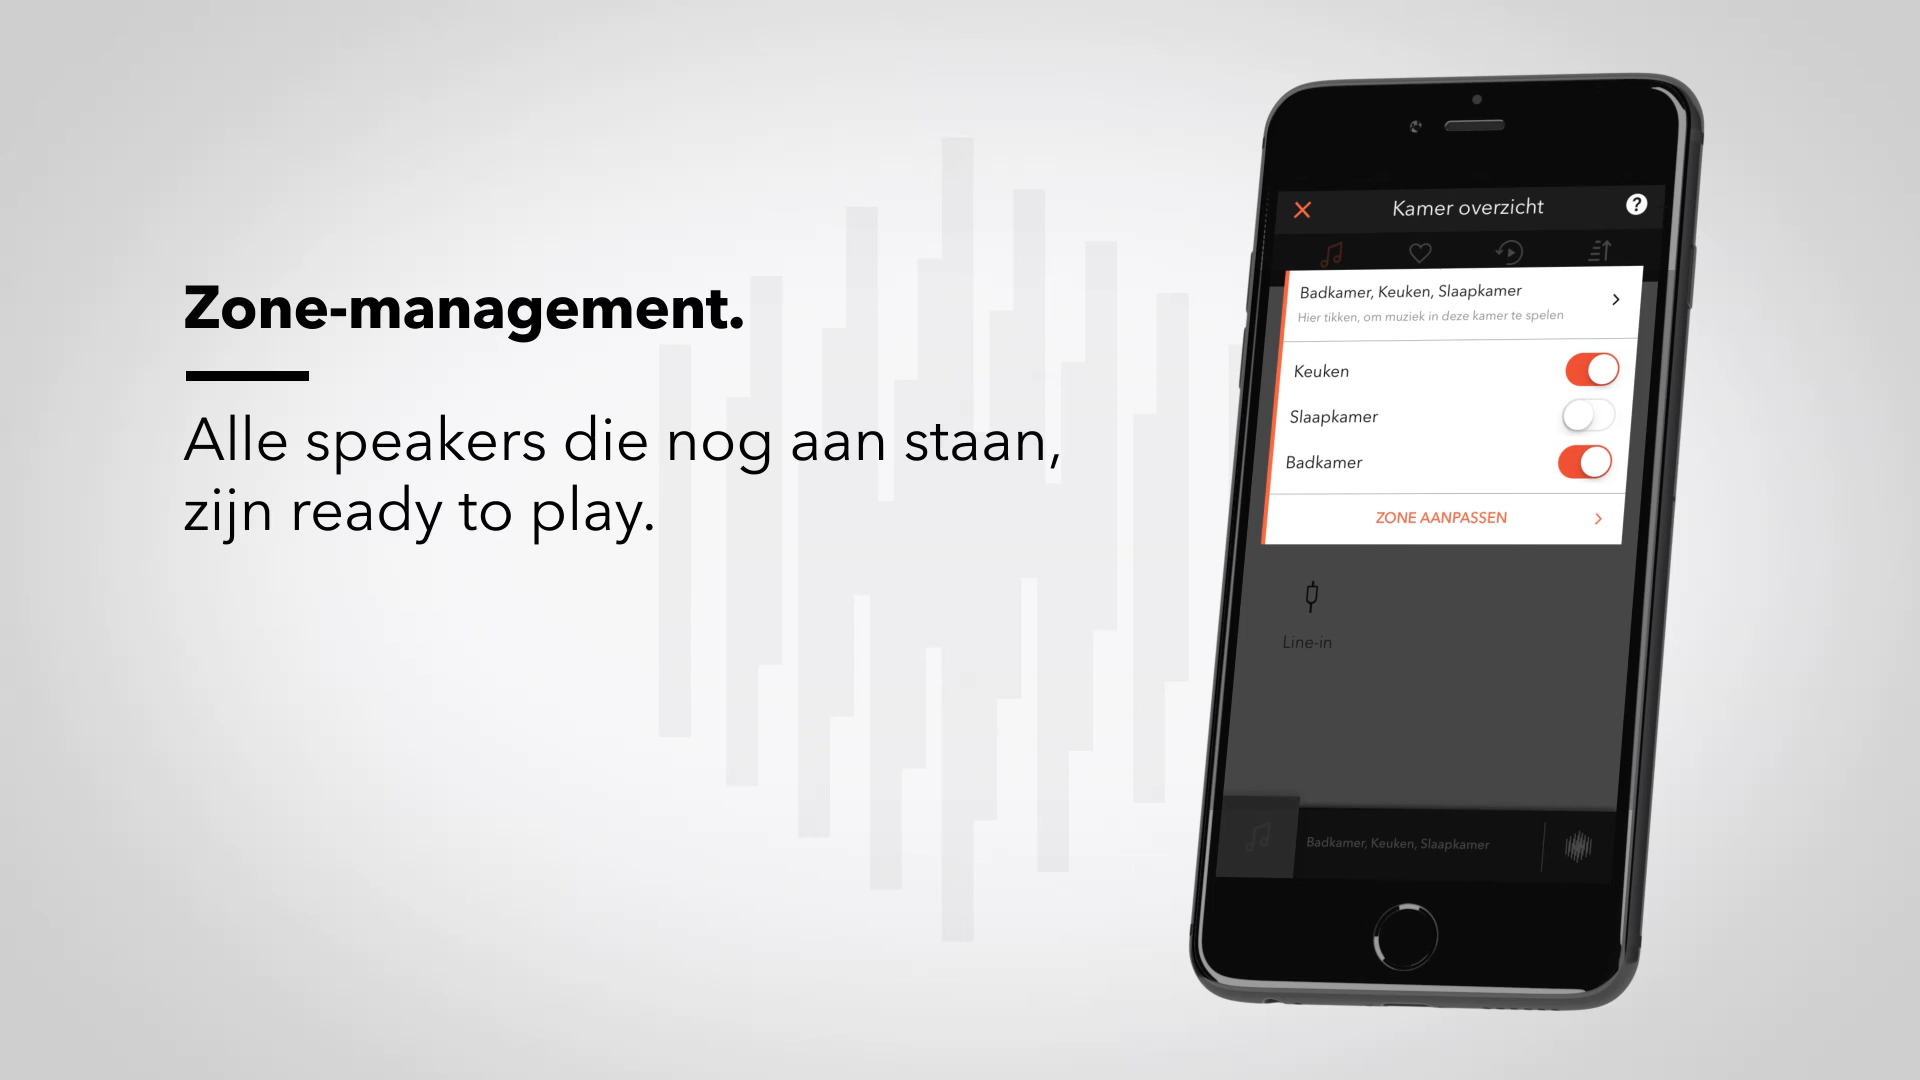 Zone-management.
Alle speakers die nog aan staan,
zijn ready to play.
Kamer overzicht
?
Badkamer, Keuken, Slaapkamer
Hier tikken, om muziek in deze kamer te spelen
Keuken
Slaapkamer
Badkamer
ZONE AANPASSEN
Line-in
Badkamer, Keuken, Slaapkamer